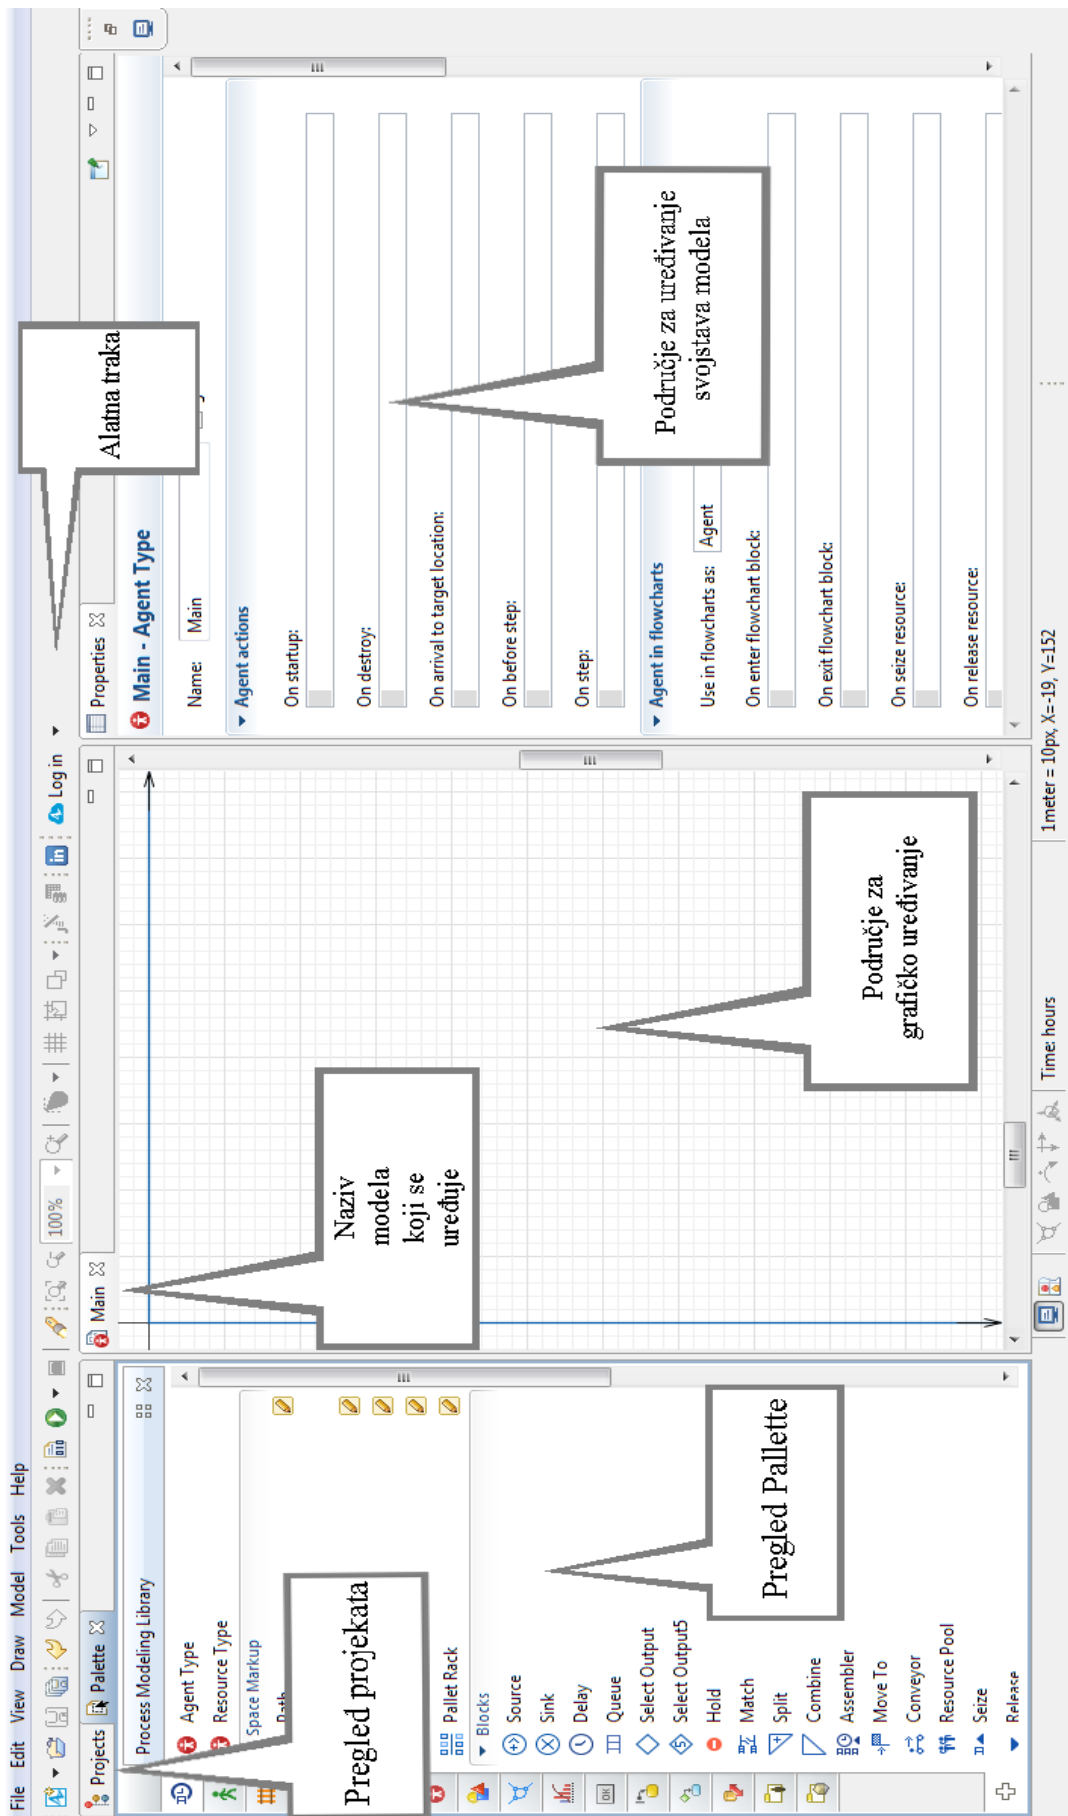 File Edit View Draw Model Tools Help
100%
Log in
Projects
Palette
Process Modeling Library
Agent Type
Resource Type
Space Markup
Path
Pallet Rack
Blocks
Source
Sink
Delay
Queue
Select Output
Select Output5
Hold
Match
Split
Combine
Assembler
Move To
Conveyor
Resource Pool
Seize
Release
Pregled projekata
Pregled Pallette
Main
Naziv
modela
koji se
uređuje
Područje za
grafičko uređivanje
Alatna traka
Properties
Main - Agent Type
Name: Main
Agent actions
On startup:
On destroy:
On arrival to target location:
On before step:
On step:
Područje za uređivanje
svojstava modela
Agent in flowcharts
Use in flowcharts as: Agent
On enter flowchart block:
On exit flowchart block:
On seize resource:
On release resource:
Time: hours
1meter = 10px, X=-19, Y=152